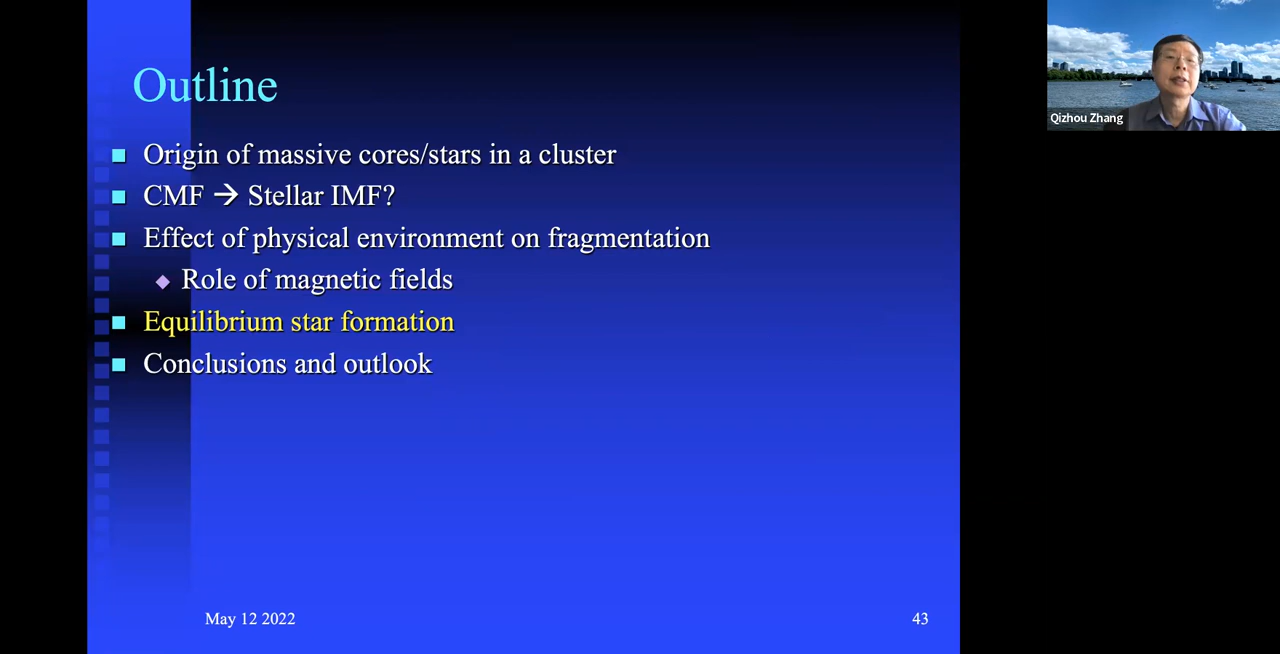 Outline
Origin of massive cores/stars in a cluster
CMF → Stellar IMF?
Effect of physical environment on fragmentation
Role of magnetic fields
Equilibrium star formation
Conclusions and outlook
May 12 2022
43
Qizhou Zhang